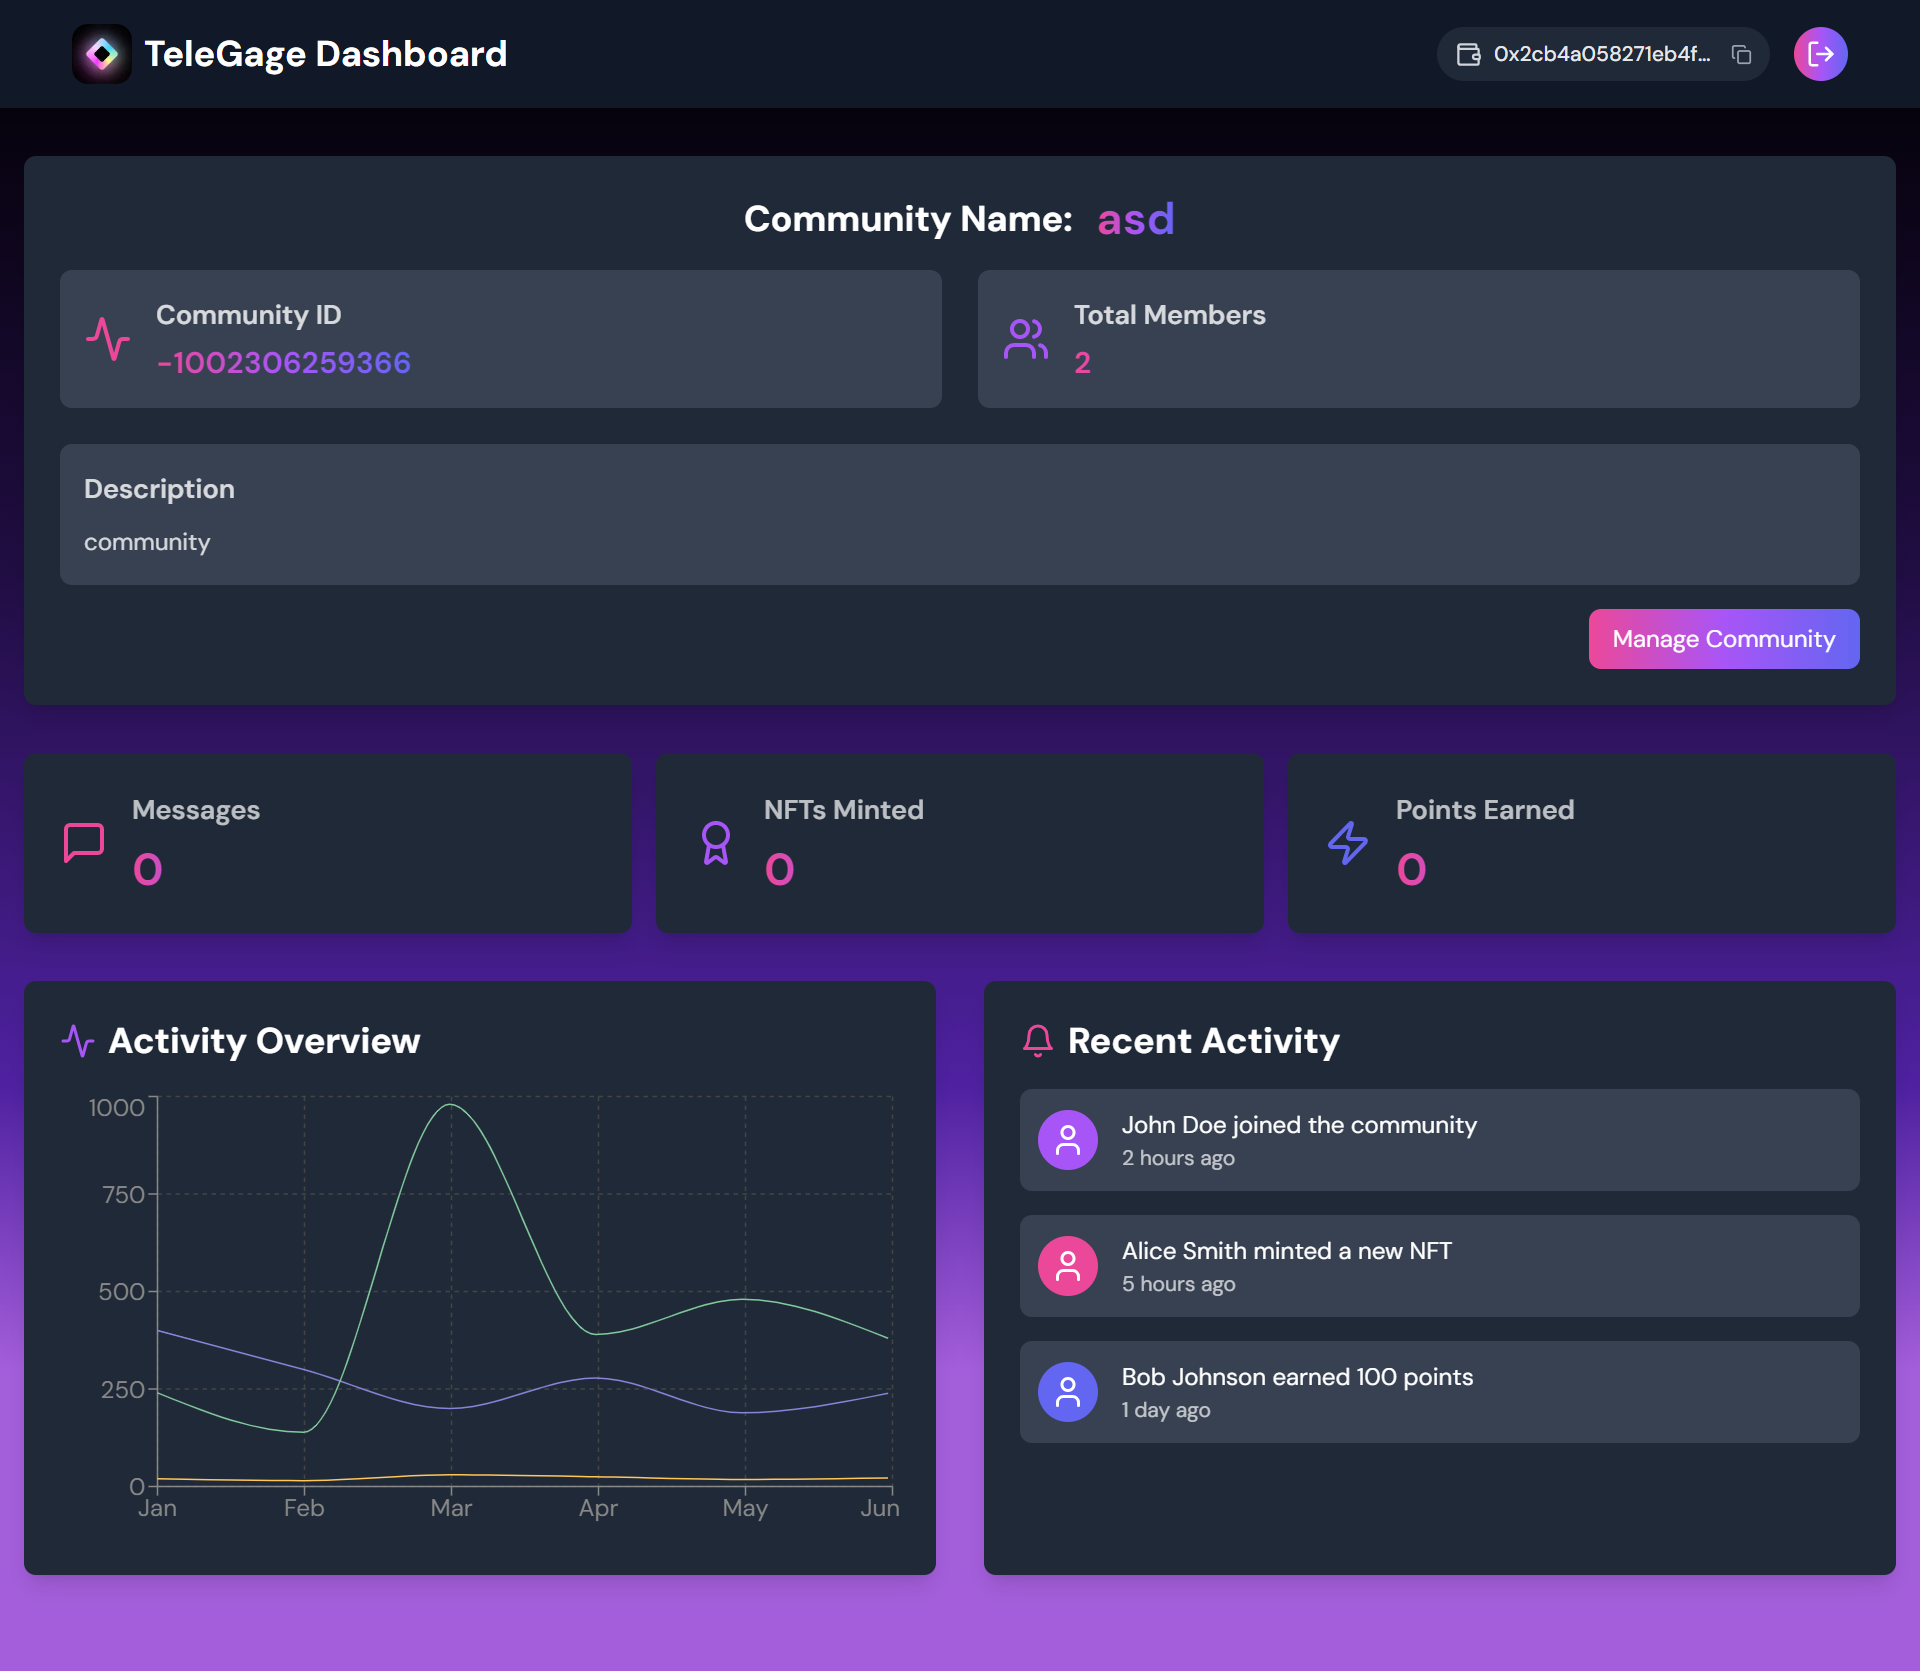 TeleGage Dashboard
0x2cb4a058271eb4f...
Community Name: asd
Community ID
-1002306259366
Total Members
2
Description
community
Manage Community
Messages
0
NFTs Minted
0
Points Earned
0
Activity Overview
1000
750
500
250
0
Jan Feb Mar Apr May Jun
Recent Activity
John Doe joined the community
2 hours ago
Alice Smith minted a new NFT
5 hours ago
Bob Johnson earned 100 points
1 day ago